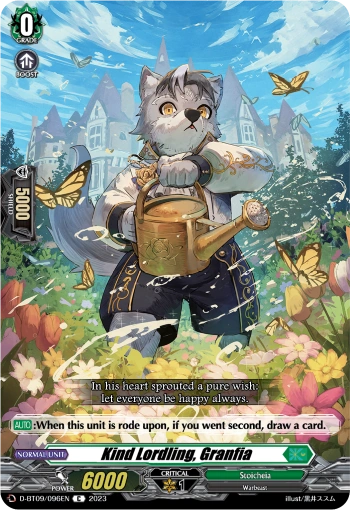 0
GRADE
BOOST
5000
SHIELD
In his heart sprouted a pure wish:
let everyone be happy always.
AUTO:When this unit is rode upon, if you went second, draw a card.
NORMAL UNIT
Kind Lordling, Granfia
POWER
6000
CRITICAL
1
Stoicheia
Warbeast
D-BT09/096EN C 2023
illust/黒井ススム